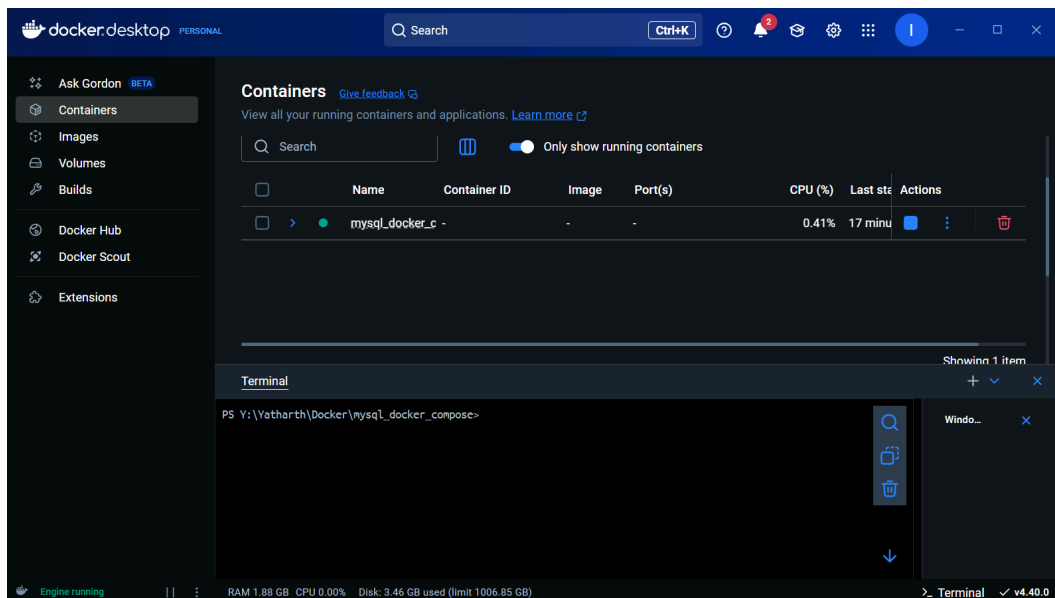 docker.desktop PERSONAL
Search
Ctrl+K
2
I
Ask Gordon BETA
Containers
Images
Volumes
Builds
Docker Hub
Docker Scout
Extensions
Containers Give feedback
View all your running containers and applications. Learn more
Search
Only show running containers
Name Container ID Image Port(s) CPU (%) Last sta Actions
mysql_docker_c - - - 0.41% 17 minu
Showing 1 item
Terminal
PS Y:\Yatharth\Docker\mysql_docker_compose>
Windo...
Engine running
RAM 1.88 GB CPU 0.00% Disk: 3.46 GB used (limit 1006.85 GB)
Terminal
v4.40.0